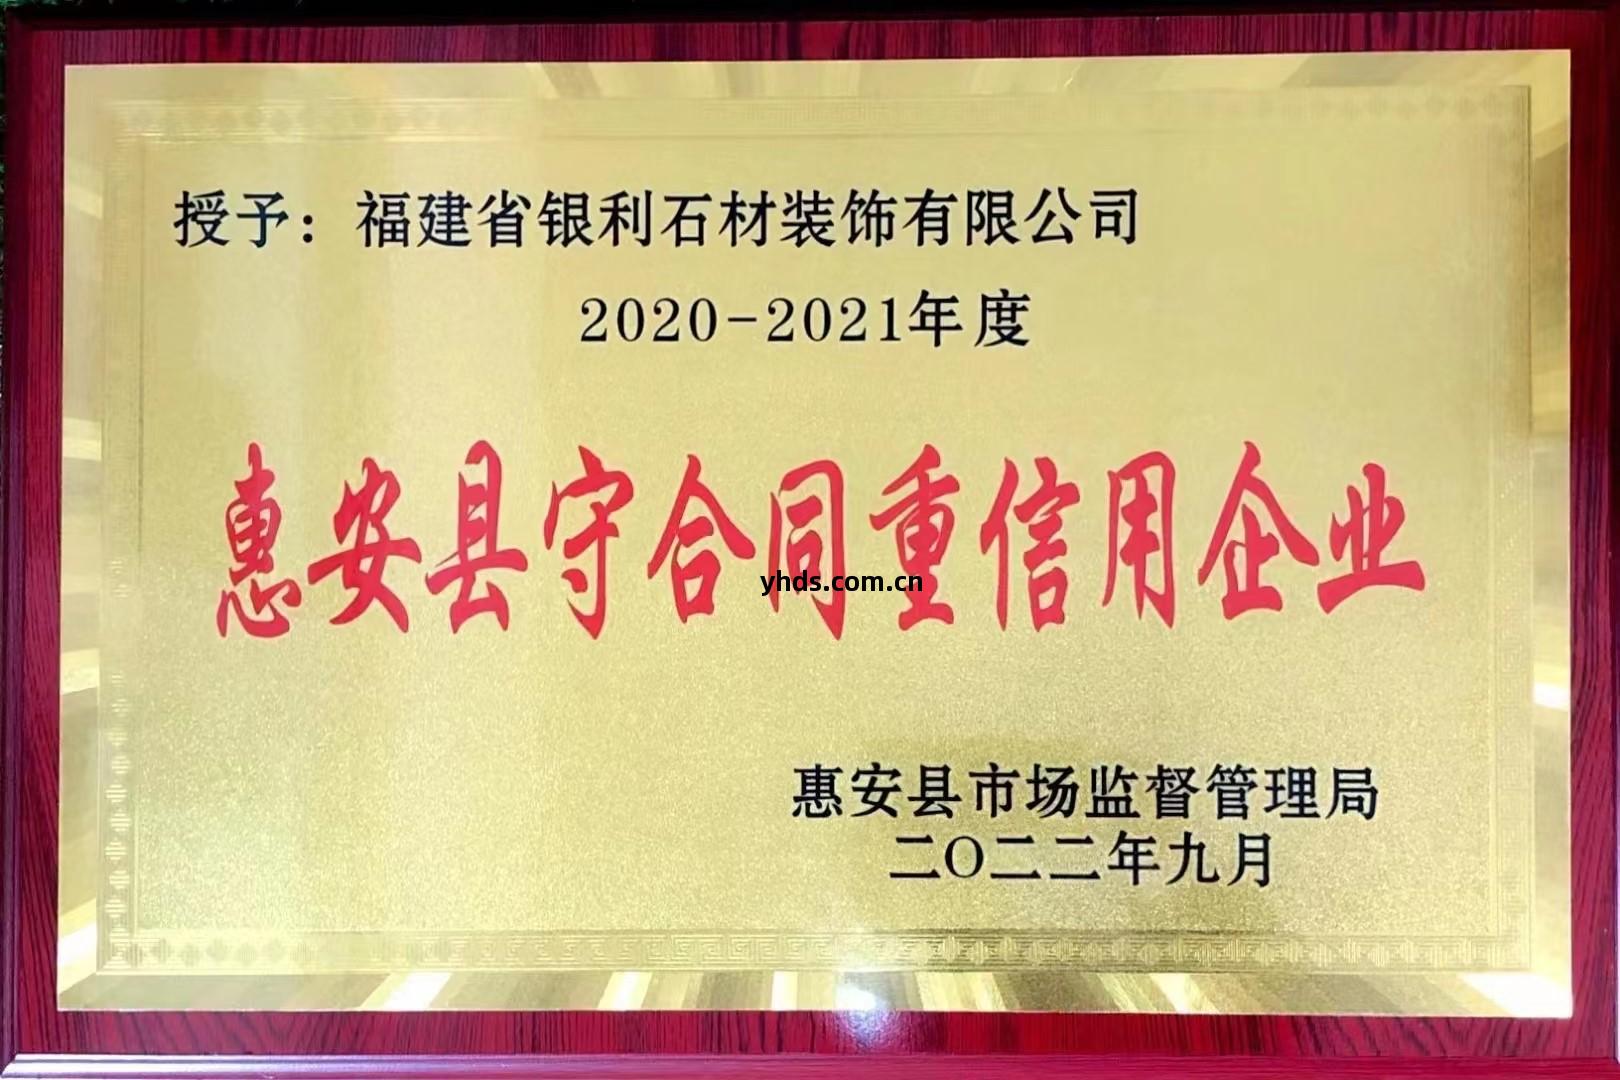 授予：福建省银利石材装饰有限公司
2020-2021年度
惠安县守合同重信用企业
yhds.com.cn
惠安县市场监督管理局
二〇二二年九月